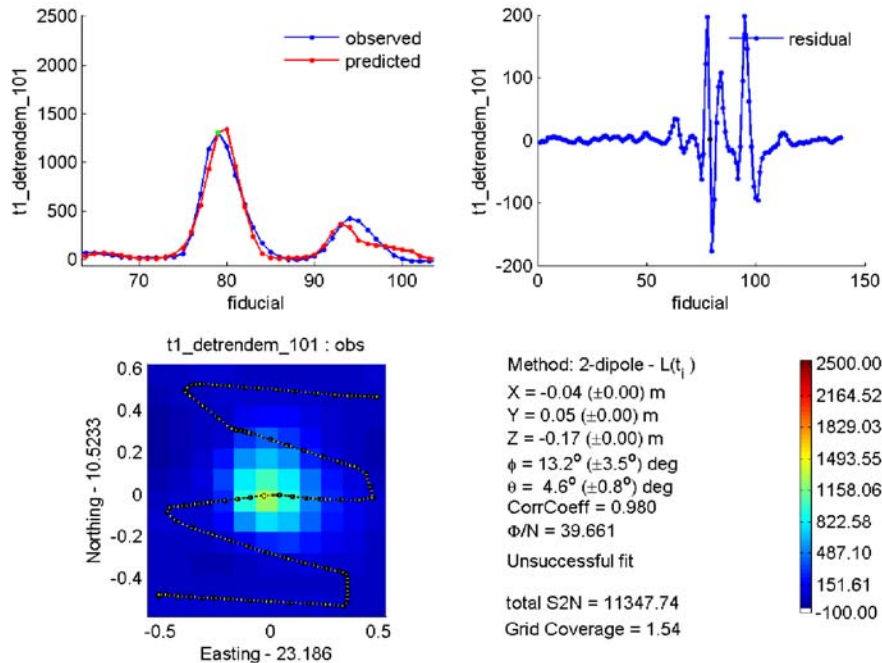 2500
2000
1500
1000
500
0
t1_detrendem_101
observed
predicted
70
80
90
100
fiducial
200
100
0
-100
-200
t1_detrendem_101
residual
0
50
100
150
fiducial
t1_detrendem_101 : obs
0.6
0.4
0.2
0
-0.2
-0.4
Northing - 10.5233
-0.5
0
0.5
Easting - 23.186
Method: 2-dipole - L(t_i)
X = -0.04 (±0.00) m
Y = 0.05 (±0.00) m
Z = -0.17 (±0.00) m
ϕ = 13.2° (±3.5°) deg
θ = 4.6° (±0.8°) deg
CorrCoeff = 0.980
Φ/N = 39.661
Unsuccessful fit
total S2N = 11347.74
Grid Coverage = 1.54
2500.00
2164.52
1829.03
1493.55
1158.06
822.58
487.10
151.61
-100.00